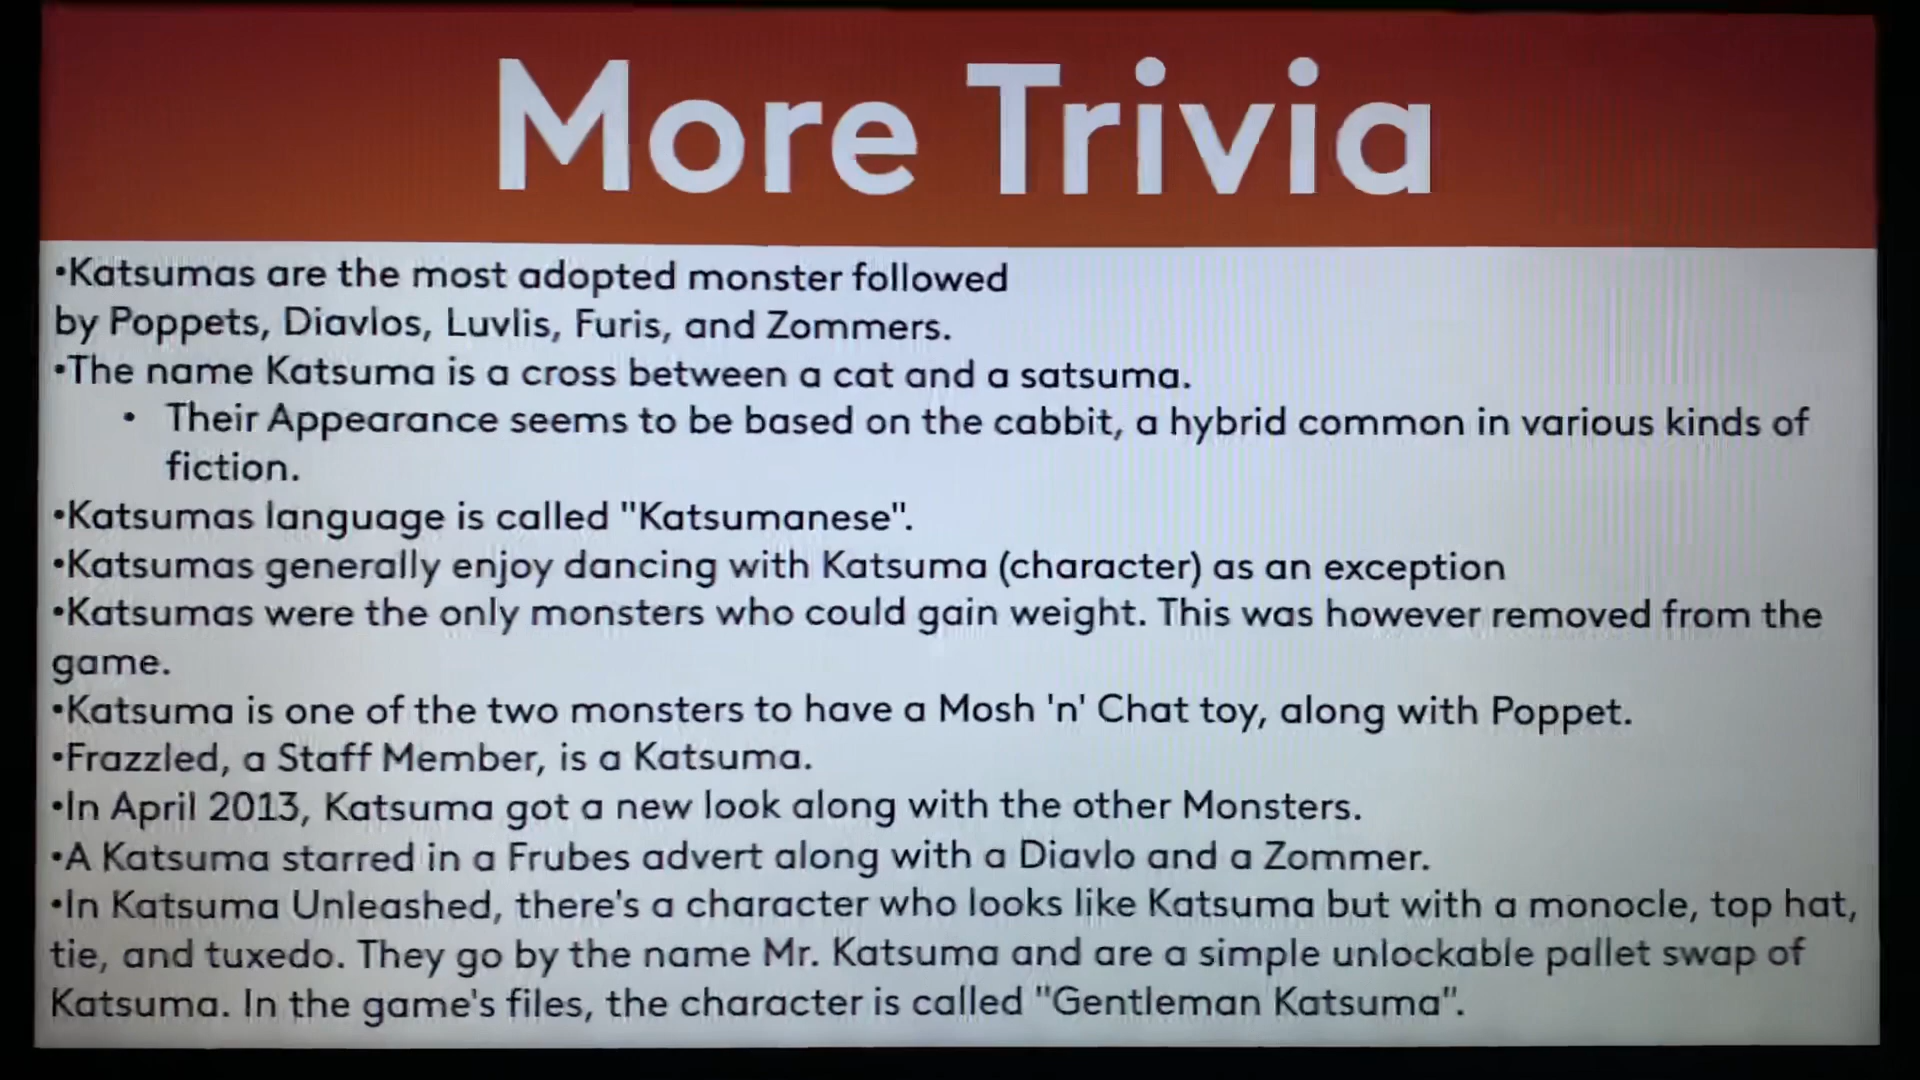 More Trivia
•Katsumas are the most adopted monster followed
by Poppets, Diavlos, Luvlis, Furis, and Zommers.
•The name Katsuma is a cross between a cat and a satsuma.
• Their Appearance seems to be based on the cabbit, a hybrid common in various kinds of
fiction.
•Katsumas language is called "Katsumanese".
•Katsumas generally enjoy dancing with Katsuma (character) as an exception
•Katsumas were the only monsters who could gain weight. This was however removed from the
game.
•Katsuma is one of the two monsters to have a Mosh 'n' Chat toy, along with Poppet.
•Frazzled, a Staff Member, is a Katsuma.
•In April 2013, Katsuma got a new look along with the other Monsters.
•A Katsuma starred in a Frubes advert along with a Diavlo and a Zommer.
•In Katsuma Unleashed, there's a character who looks like Katsuma but with a monocle, top hat,
tie, and tuxedo. They go by the name Mr. Katsuma and are a simple unlockable pallet swap of
Katsuma. In the game's files, the character is called "Gentleman Katsuma".